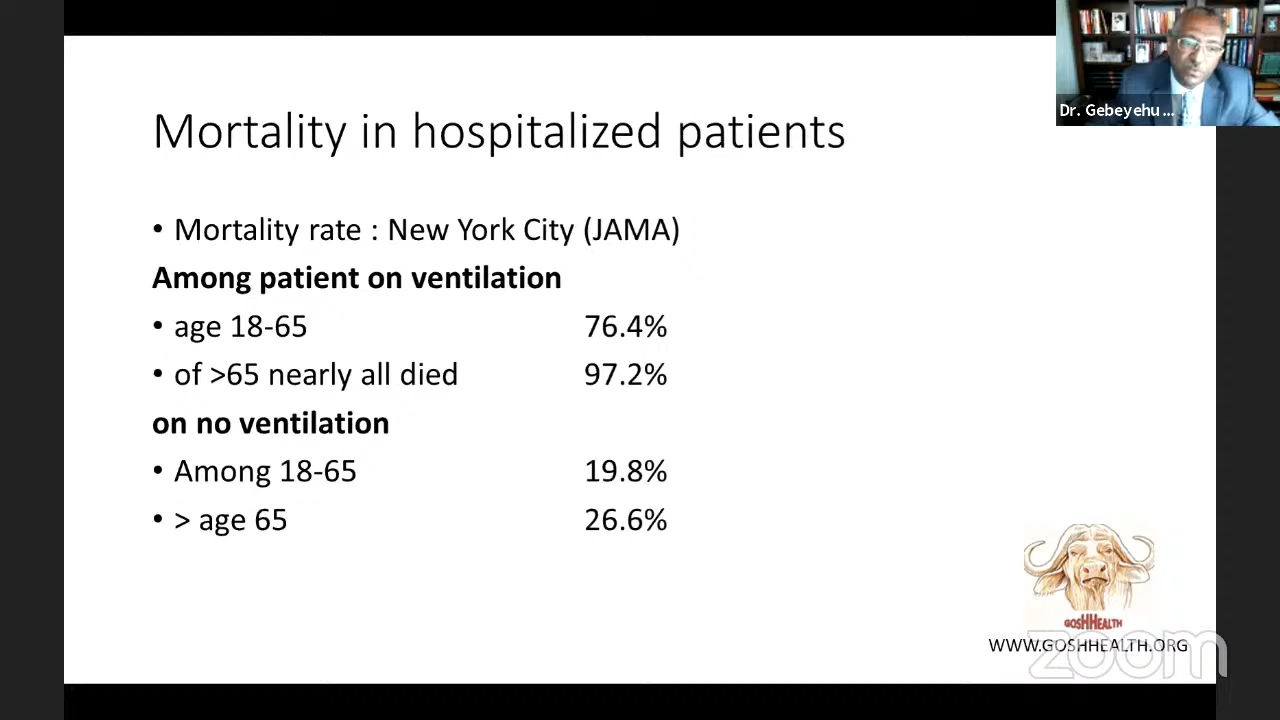 Dr. Gebeyehu ...
Mortality in hospitalized patients
• Mortality rate : New York City (JAMA)
Among patient on ventilation
• age 18-65 76.4%
• of >65 nearly all died 97.2%
on no ventilation
• Among 18-65 19.8%
• > age 65 26.6%
GOSHHEALTH
WWW.GOSHHEALTH.ORG
zoom